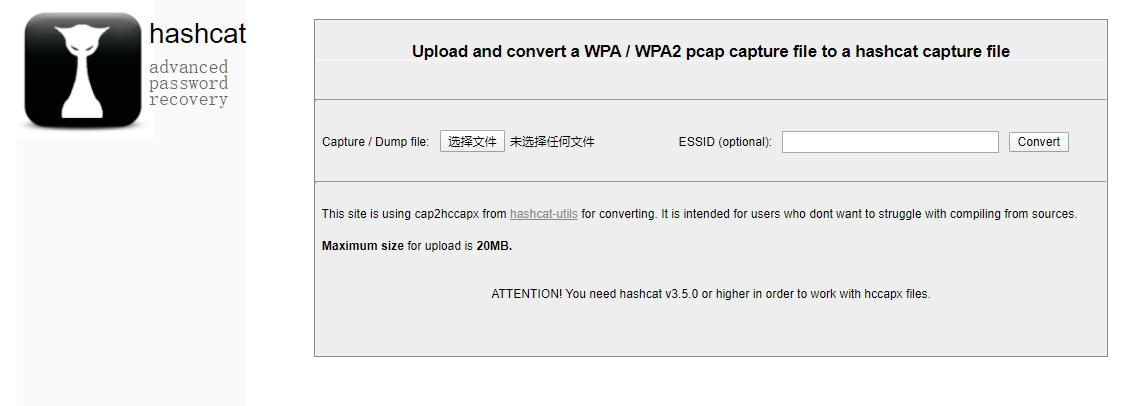 hashcat
advanced
password
recovery
Upload and convert a WPA / WPA2 pcap capture file to a hashcat capture file
Capture / Dump file: 选择文件 未选择任何文件 ESSID (optional): Convert
This site is using cap2hccapx from hashcat-utils for converting. It is intended for users who dont want to struggle with compiling from sources.
Maximum size for upload is 20MB.
ATTENTION! You need hashcat v3.5.0 or higher in order to work with hccapx files.